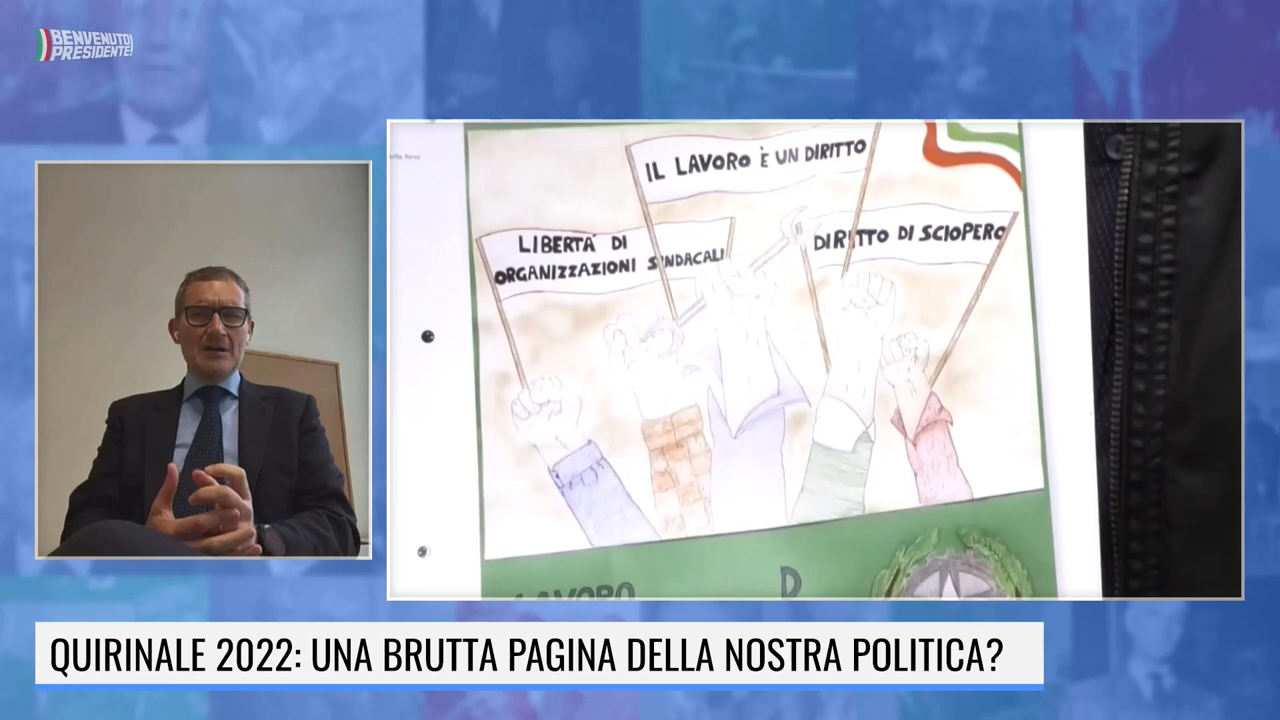 BENVENUTO
PRESIDENTE!
IL LAVORO È UN DIRITTO
LIBERTÀ DI
ORGANIZZAZIONI SINDACALI
DIRITTO DI SCIOPERO
LAVORO
QUIRINALE 2022: UNA BRUTTA PAGINA DELLA NOSTRA POLITICA?